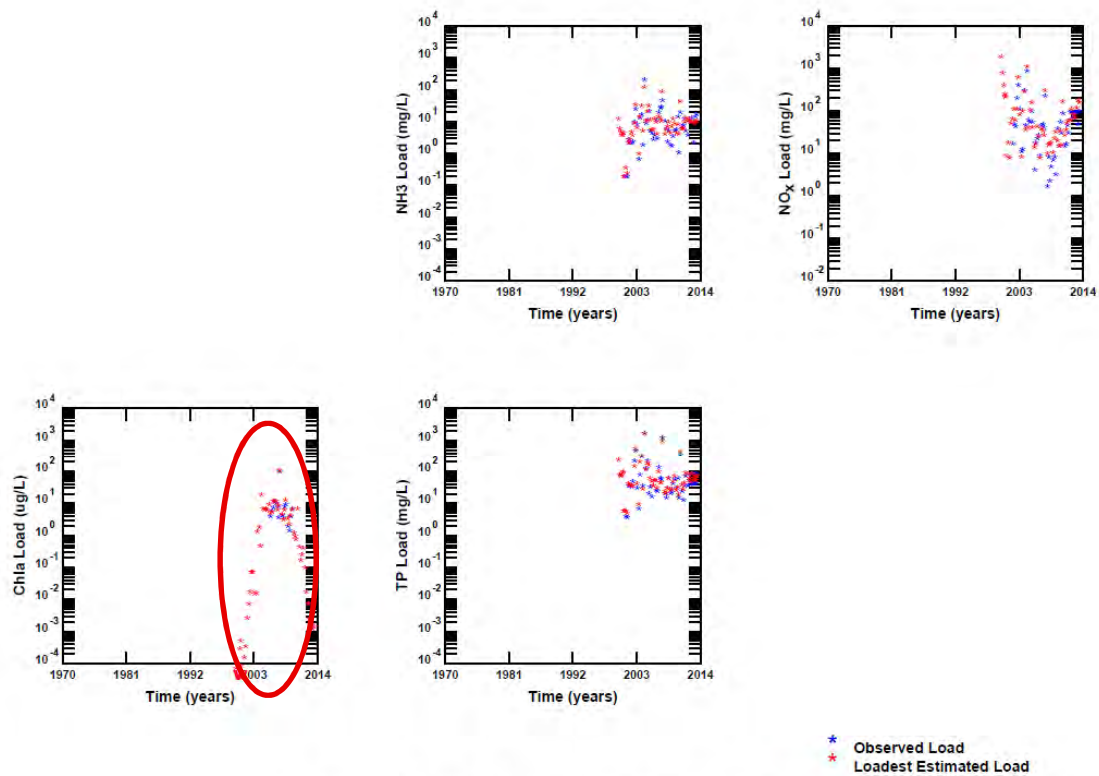 10^4
10^3
10^2
10^1
10^0
10^-1
10^-2
10^-3
10^-4
NH3 Load (mg/L)
1970 1981 1992 2003 2014
Time (years)
10^4
10^3
10^2
10^1
10^0
10^-1
10^-2
NO_X Load (mg/L)
1970 1981 1992 2003 2014
Time (years)
10^4
10^3
10^2
10^1
10^0
10^-1
10^-2
10^-3
10^-4
Chla Load (ug/L)
1970 1981 1992 2003 2014
Time (years)
10^4
10^3
10^2
10^1
10^0
10^-1
10^-2
10^-3
10^-4
TP Load (mg/L)
1970 1981 1992 2003 2014
Time (years)
* Observed Load
* Loadest Estimated Load